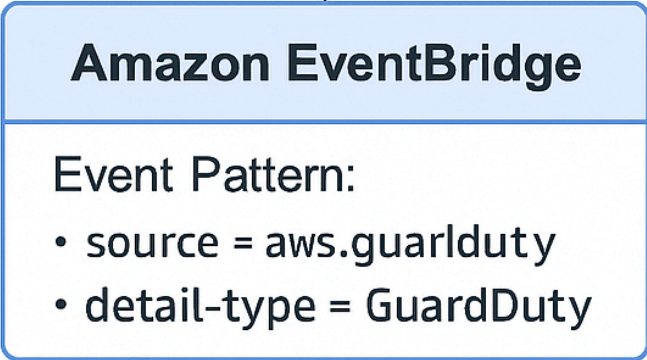 Amazon EventBridge
Event Pattern:
• source = aws.guarlduty
• detail-type = GuardDuty